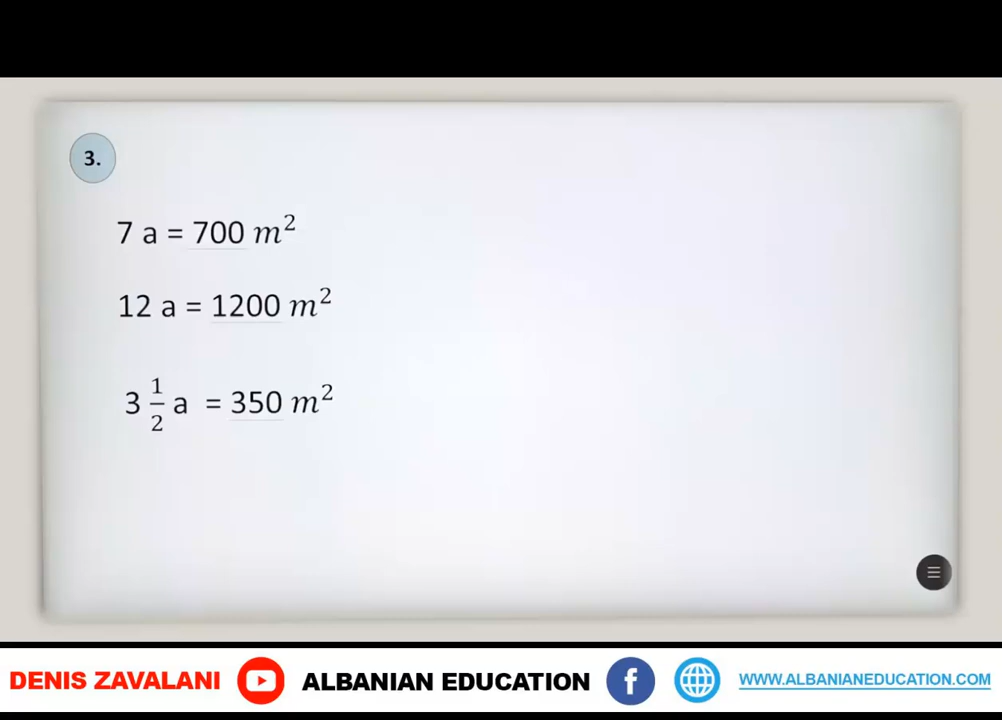 3.
7 a = 700 m²
12 a = 1200 m²
3 1/2 a = 350 m²
DENIS ZAVALANI ALBANIAN EDUCATION f WWW.ALBANIANEDUCATION.COM